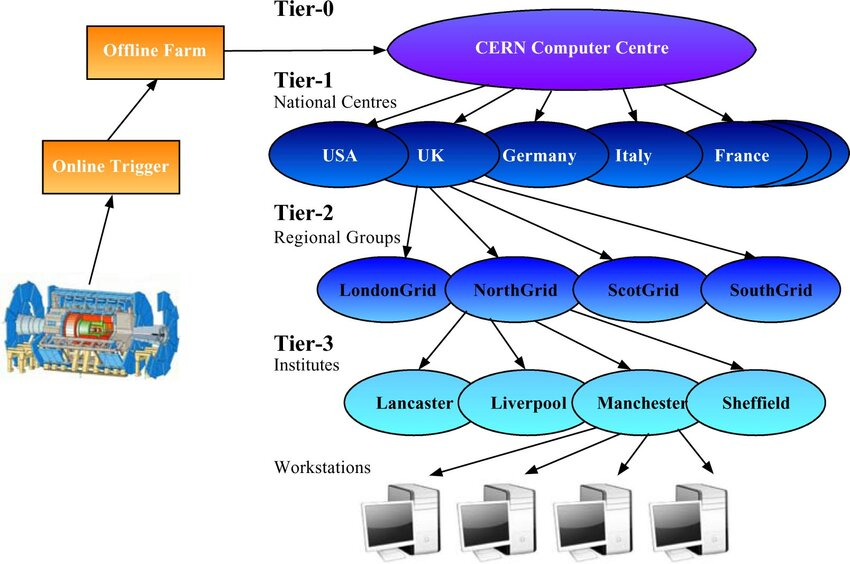 Tier-0
Offline Farm
CERN Computer Centre
Tier-1
National Centres
Online Trigger
USA
UK
Germany
Italy
France
Tier-2
Regional Groups
LondonGrid
NorthGrid
ScotGrid
SouthGrid
Tier-3
Institutes
Lancaster
Liverpool
Manchester
Sheffield
Workstations